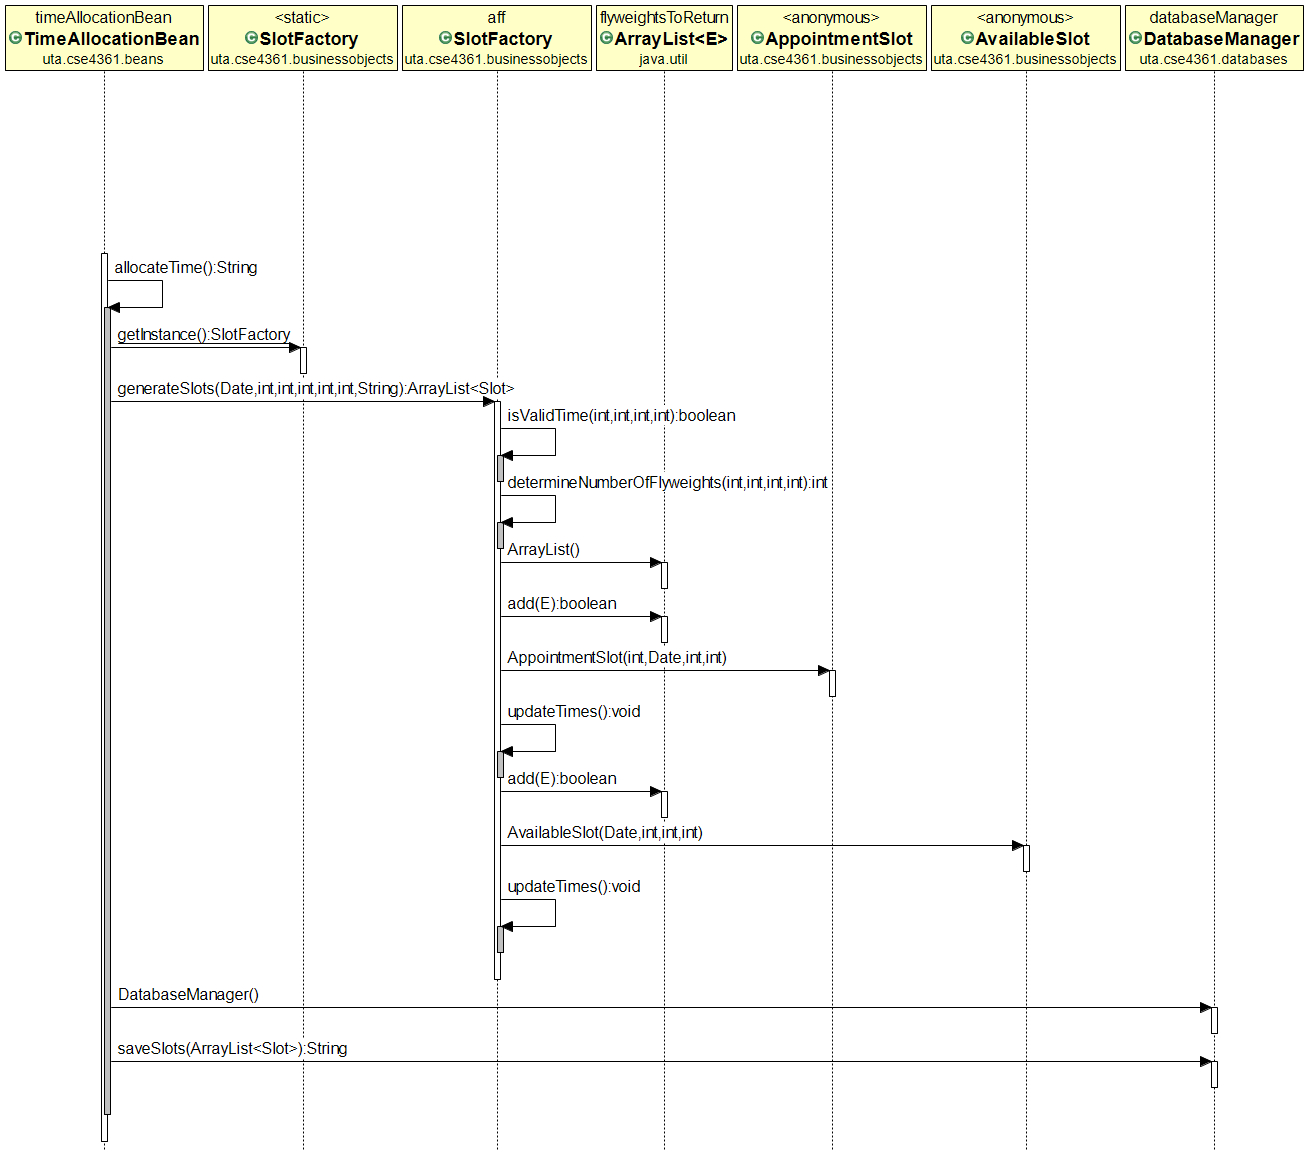 timeAllocationBean
TimeAllocationBean
uta.cse4361.beans
<static>
SlotFactory
uta.cse4361.businessobjects
aff
SlotFactory
uta.cse4361.businessobjects
flyweightsToReturn
ArrayList<E>
java.util
<anonymous>
AppointmentSlot
uta.cse4361.businessobjects
<anonymous>
AvailableSlot
uta.cse4361.businessobjects
databaseManager
DatabaseManager
uta.cse4361.databases
allocateTime():String
getInstance():SlotFactory
generateSlots(Date,int,int,int,int,int,String):ArrayList<Slot>
isValidTime(int,int,int,int):boolean
determineNumberOfFlyweights(int,int,int,int):int
ArrayList()
add(E):boolean
AppointmentSlot(int,Date,int,int)
updateTimes():void
add(E):boolean
AvailableSlot(Date,int,int,int)
updateTimes():void
DatabaseManager()
saveSlots(ArrayList<Slot>):String